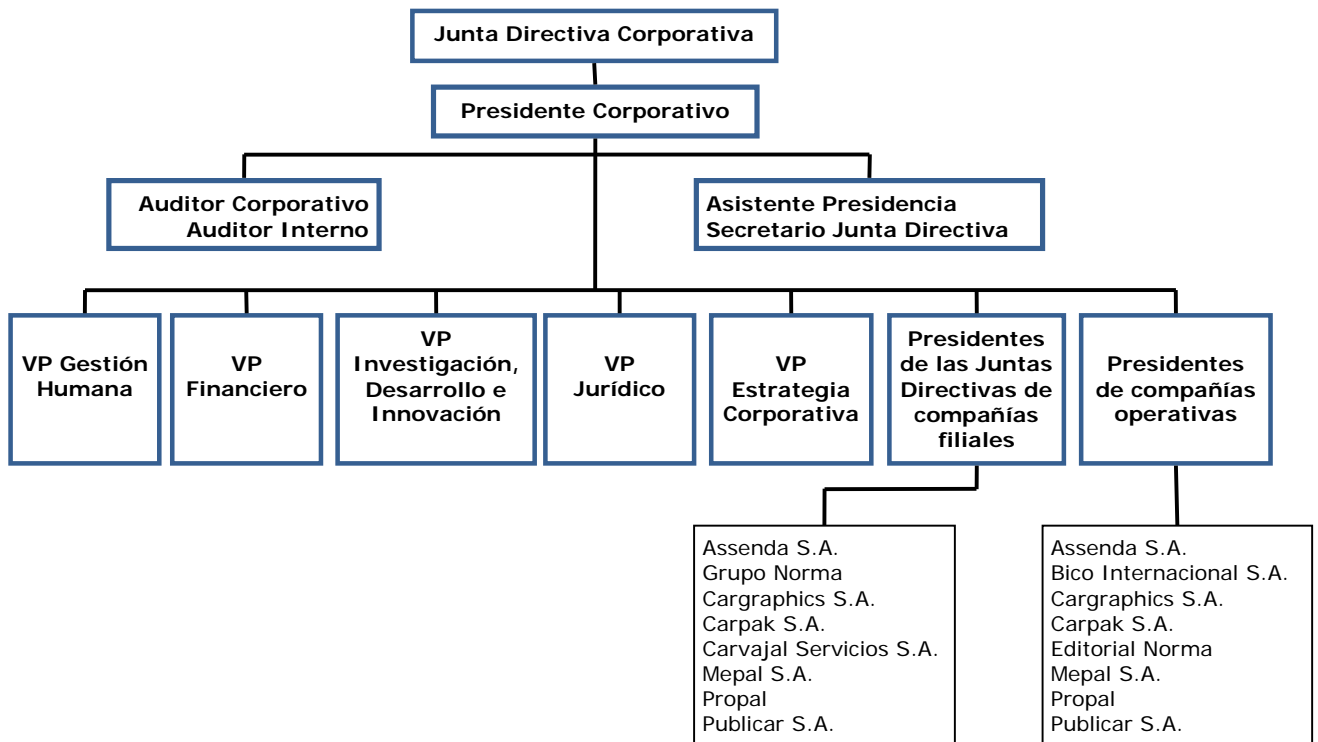 Junta Directiva Corporativa
Presidente Corporativo
Auditor Corporativo
Auditor Interno
Asistente Presidencia
Secretario Junta Directiva
VP Gestión
Humana
VP
Financiero
VP
Investigación,
Desarrollo e
Innovación
VP
Jurídico
VP
Estrategia
Corporativa
Presidentes
de las Juntas
Directivas de
compañías
filiales
Presidentes
de compañías
operativas
Assenda S.A.
Grupo Norma
Cargraphics S.A.
Carpak S.A.
Carvajal Servicios S.A.
Mepal S.A.
Propal
Publicar S.A.
Assenda S.A.
Bico Internacional S.A.
Cargraphics S.A.
Carpak S.A.
Editorial Norma
Mepal S.A.
Propal
Publicar S.A.